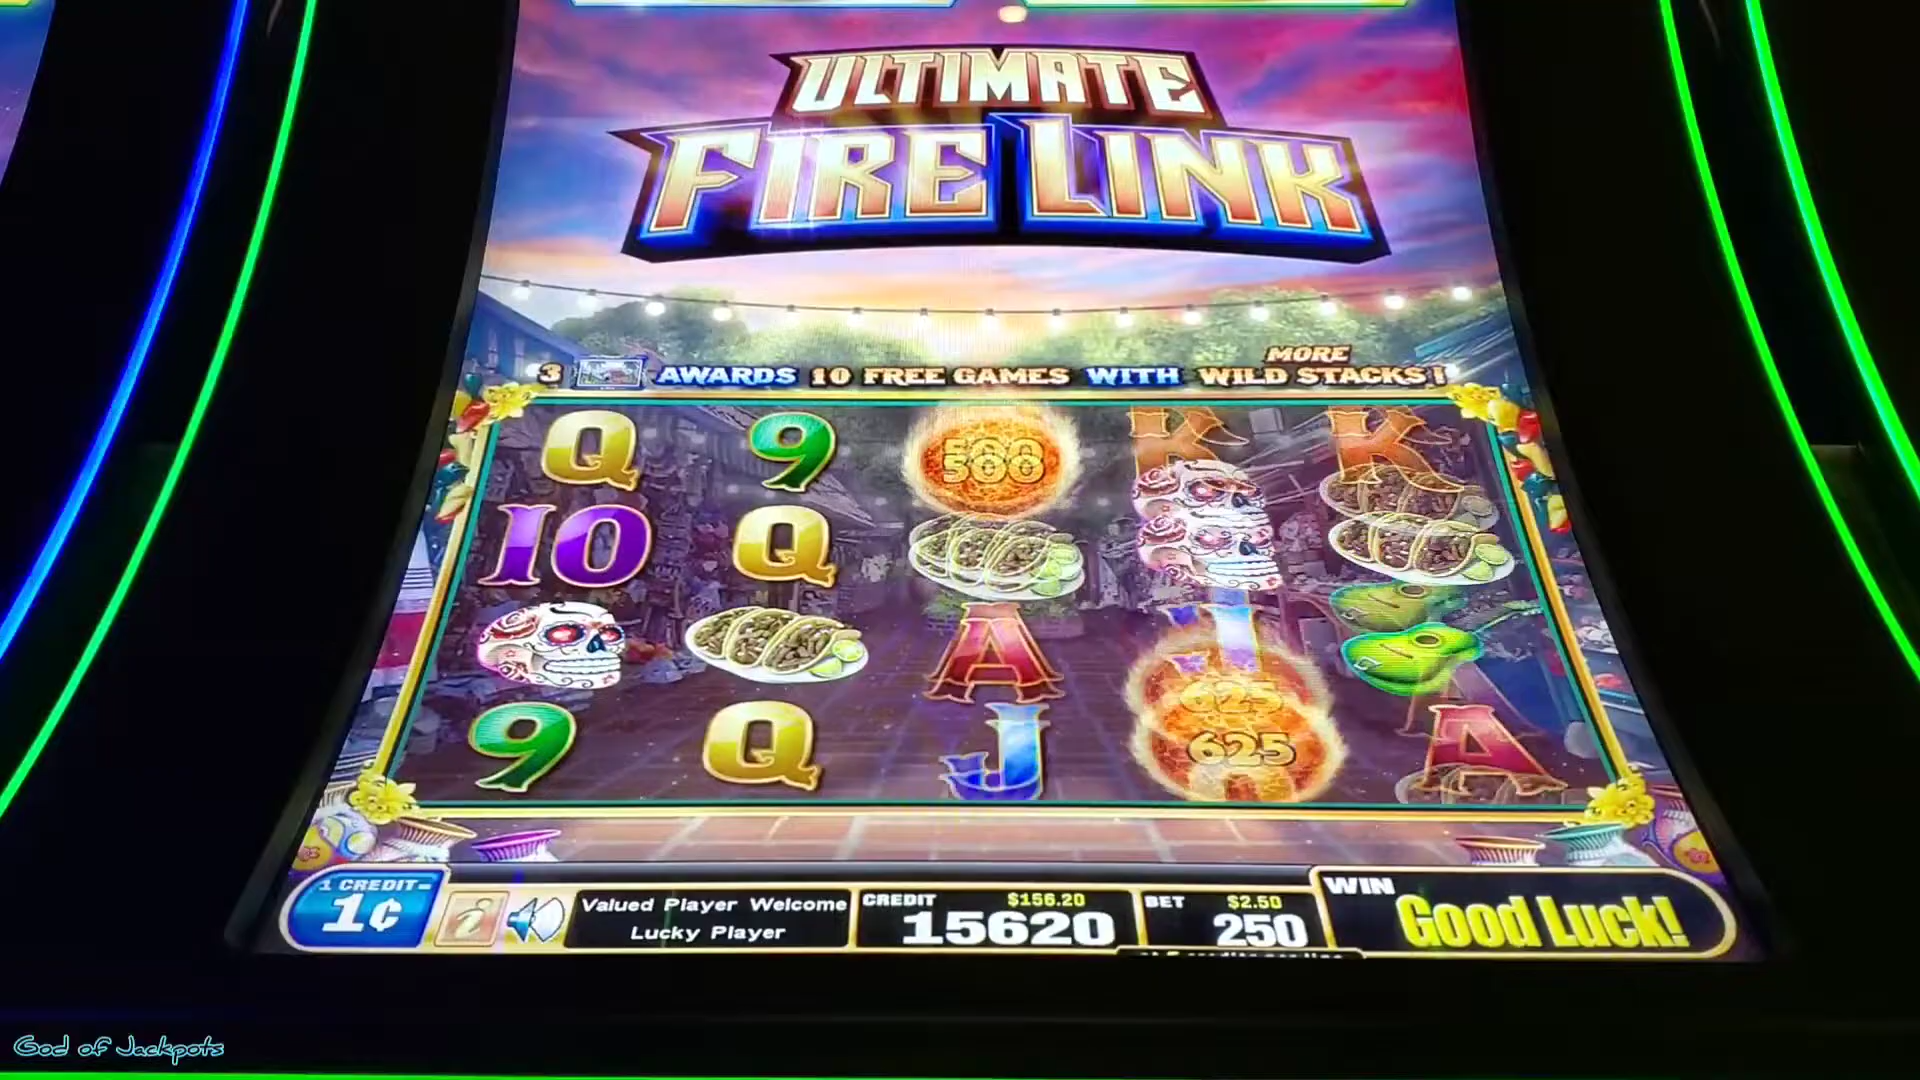 ULTIMATE
FIRE LINK
3 AWARDS 10 FREE GAMES WITH MORE WILD STACKS!
Q 9 500 K K
10 Q
A J
9 Q J 625 A
1 CREDIT=
1¢
Valued Player Welcome
Lucky Player
CREDIT $156.20
15620
BET $2.50
250
WIN
Good Luck!
God of Jackpots